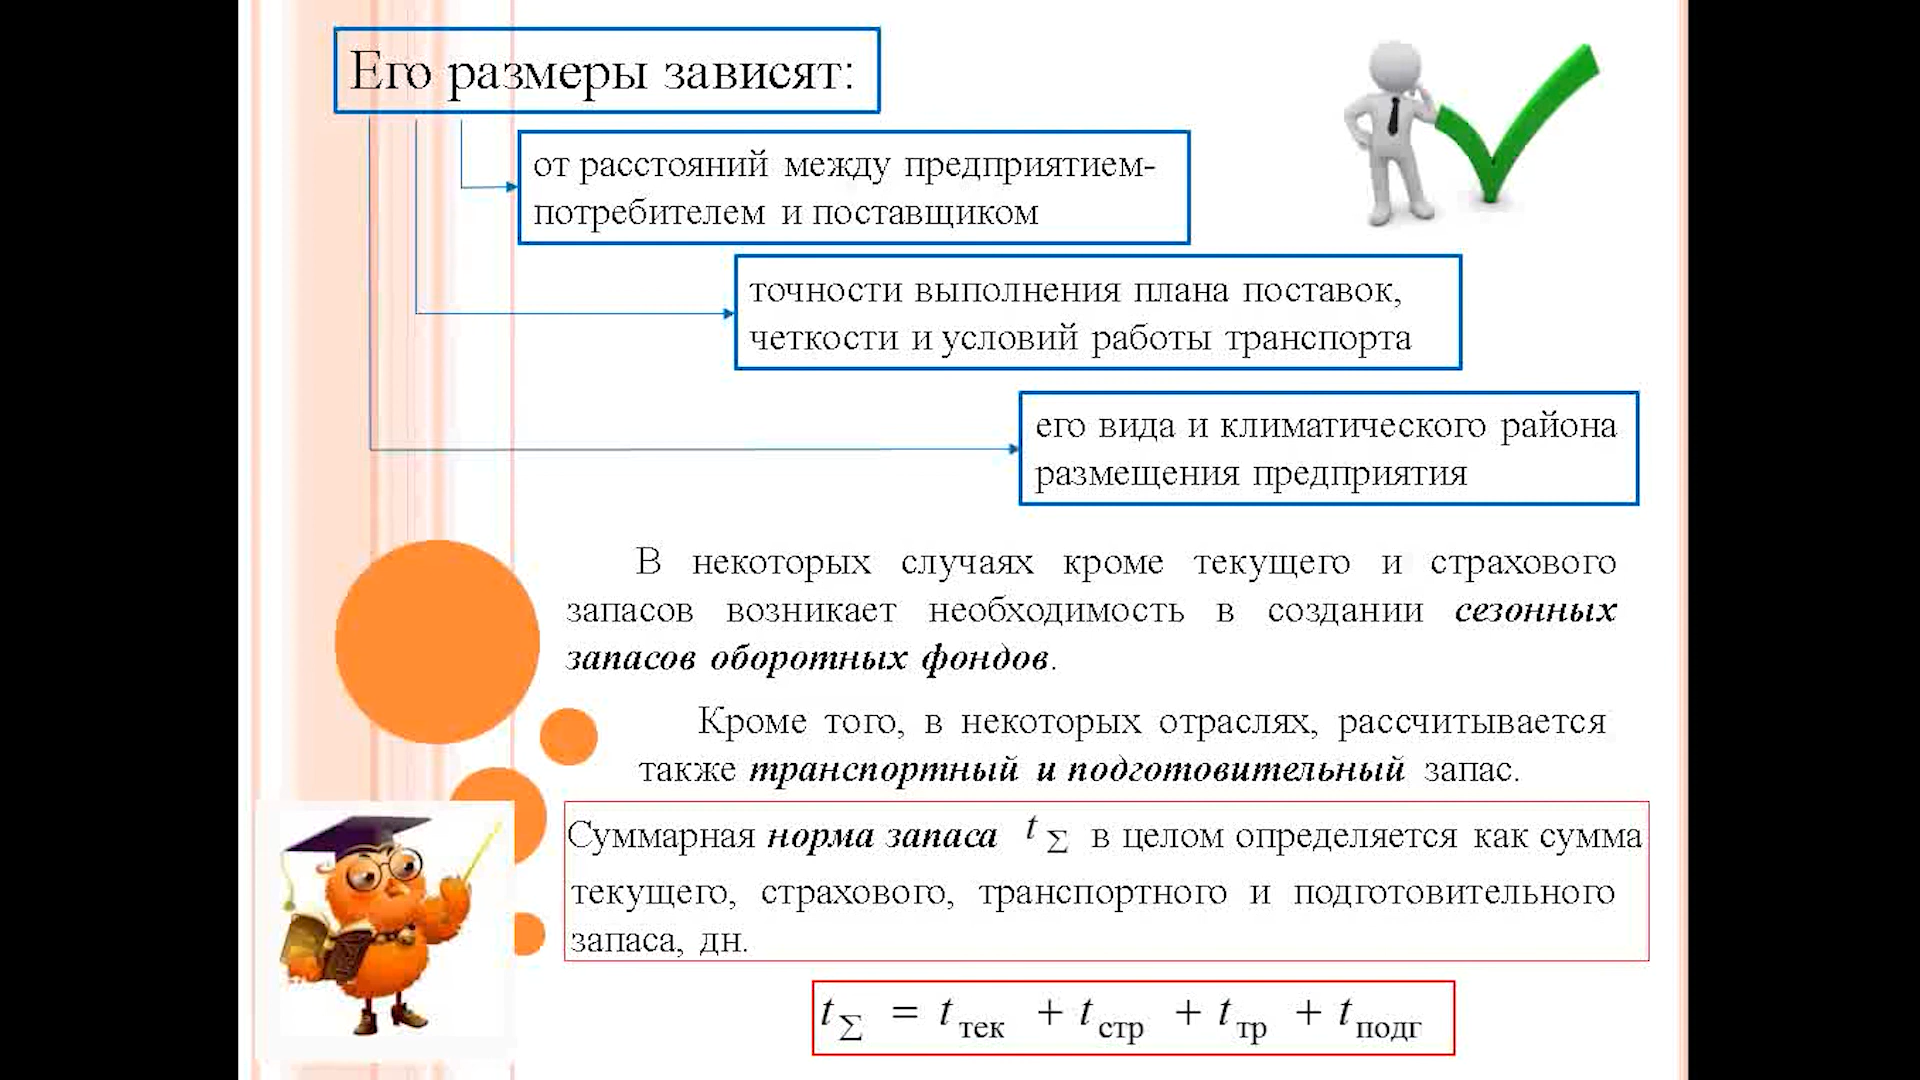 Его размеры зависят:
от расстояний между предприятием-
потребителем и поставщиком
точности выполнения плана поставок,
четкости и условий работы транспорта
его вида и климатического района
размещения предприятия
В некоторых случаях кроме текущего и страхового
запасов возникает необходимость в создании сезонных
запасов оборотных фондов.
Кроме того, в некоторых отраслях, рассчитывается
также транспортный и подготовительный запас.
Суммарная норма запаса t Σ в целом определяется как сумма
текущего, страхового, транспортного и подготовительного
запаса, дн.
t Σ = t тек + t стр + t тр + t подг